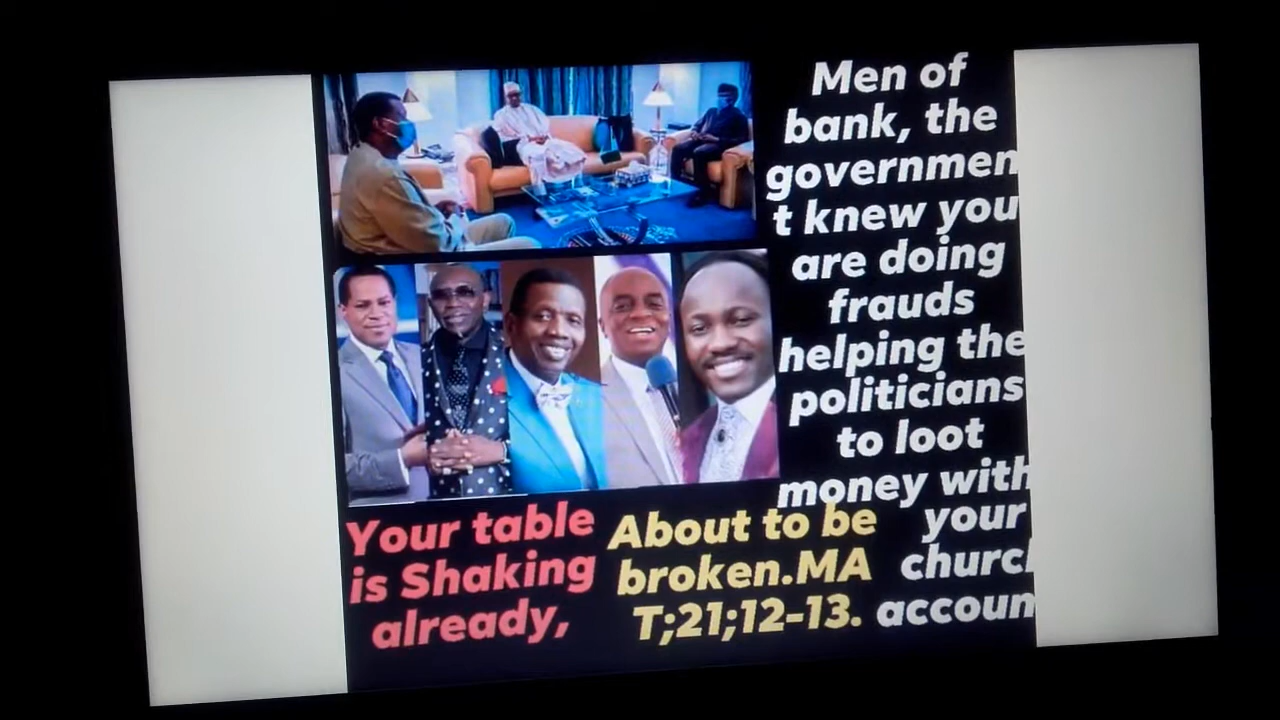 Men of
bank, the
governmen
t knew you
are doing
frauds
helping the
politicians
to loot
money with
your
churc
accoun
Your table
is Shaking
already,
About to be
broken.MA
T;21;12-13.